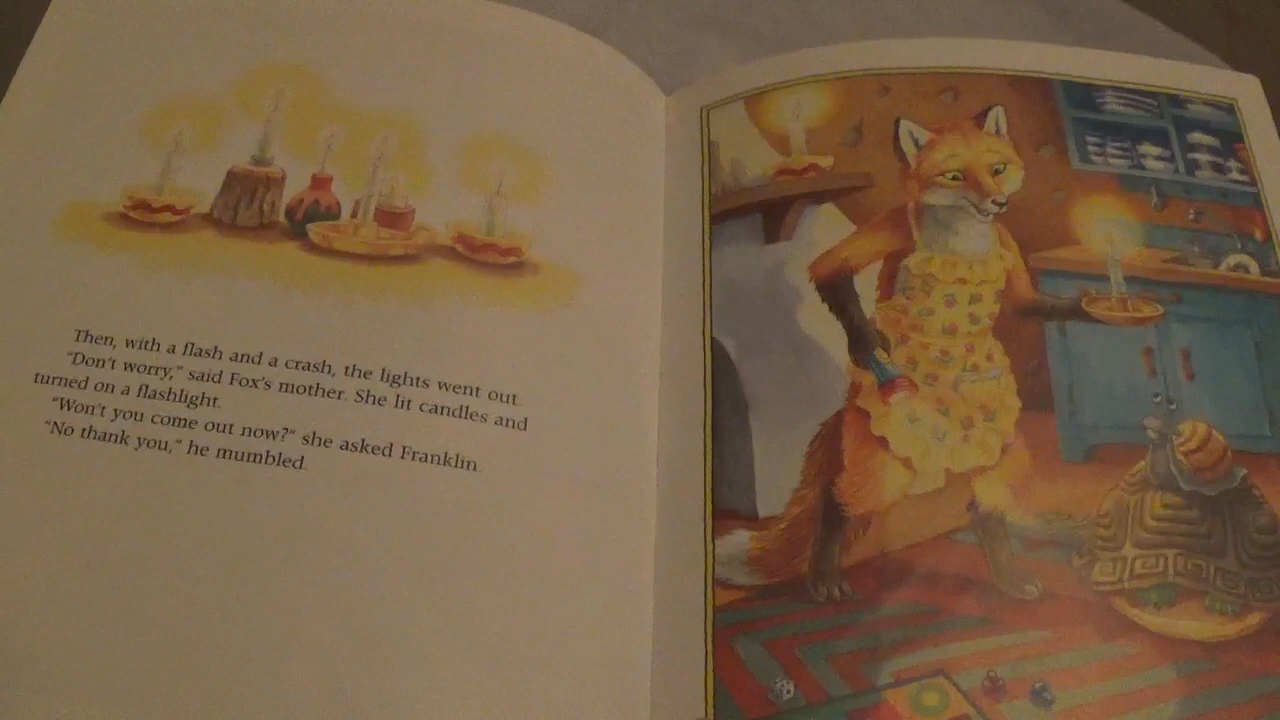 Then, with a flash and a crash, the lights went out.
"Don't worry," said Fox's mother. She lit candles and
turned on a flashlight.
"Won't you come out now?" she asked Franklin.
"No thank you," he mumbled.